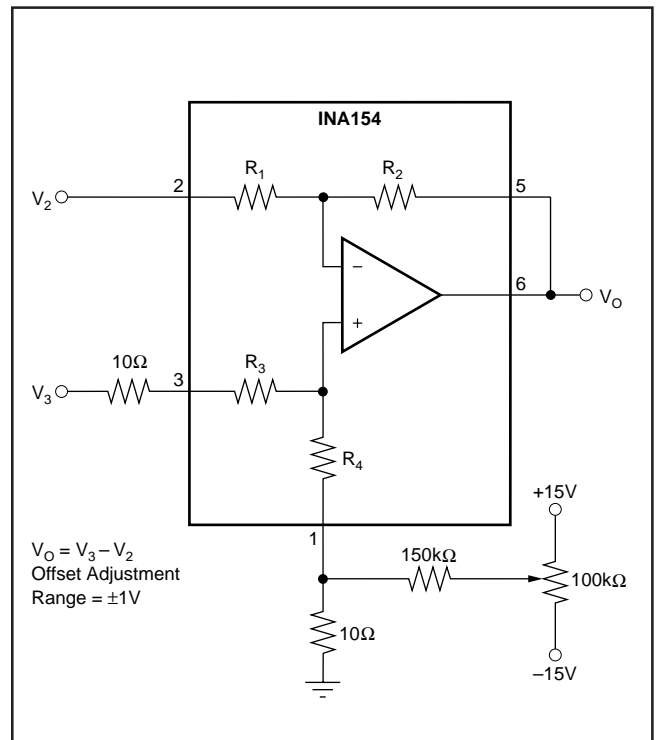 INA154
R₁
R₂
2
5
V₂
6
Vₒ
−
+
10Ω
3
R₃
V₃
R₄
+15V
1
150kΩ
100kΩ
Vₒ = V₃ – V₂
Offset Adjustment
Range = ±1V
10Ω
–15V